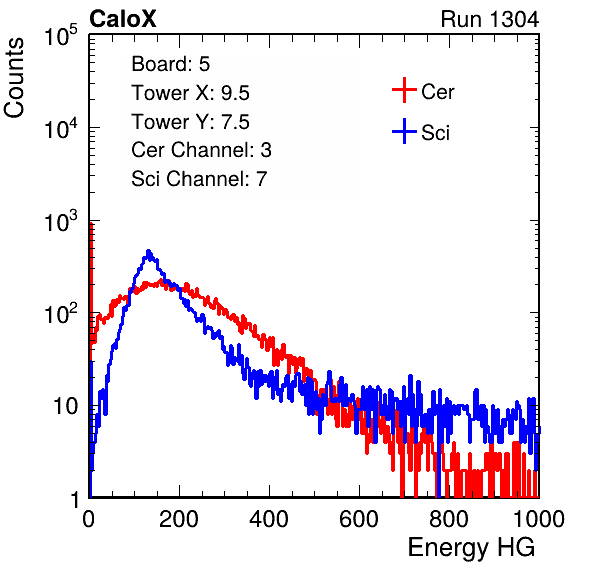 CaloX Run 1304
Counts
Board: 5
Tower X: 9.5
Tower Y: 7.5
Cer Channel: 3
Sci Channel: 7
Cer
Sci
10^5
10^4
10^3
10^2
10
1
0 200 400 600 800 1000
Energy HG